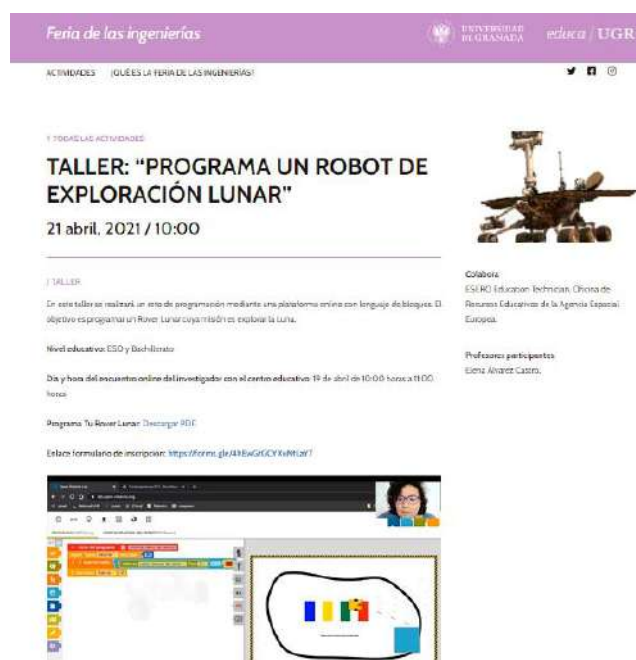 Feria de las ingenierías
UNIVERSIDAD
DE GRANADA
educa / UGR
ACTIVIDADES ¿QUÉ ES LA FERIA DE LAS INGENIERÍAS?
TODAS LAS ACTIVIDADES
TALLER: “PROGRAMA UN ROBOT DE
EXPLORACIÓN LUNAR”
21 abril, 2021 / 10:00
/ TALLER
En este taller se realizará un reto de programación mediante una plataforma online con lenguaje de bloques. El
objetivo es programar un Rover Lunar cuya misión es explorar la Luna.
Nivel educativo: ESO y Bachillerato
Día y hora del encuentro online del investigador con el centro educativo: 19 de abril de 10:00 horas a 11:00
horas
Programa Tu Rover Lunar: Descargar PDF
Enlace formulario de inscripción:
Colabora:
ESERO Education Technician. Oficina de
Recursos Educativos de la Agencia Espacial
Europea.
Profesores participantes
Elena Álvarez Castro.